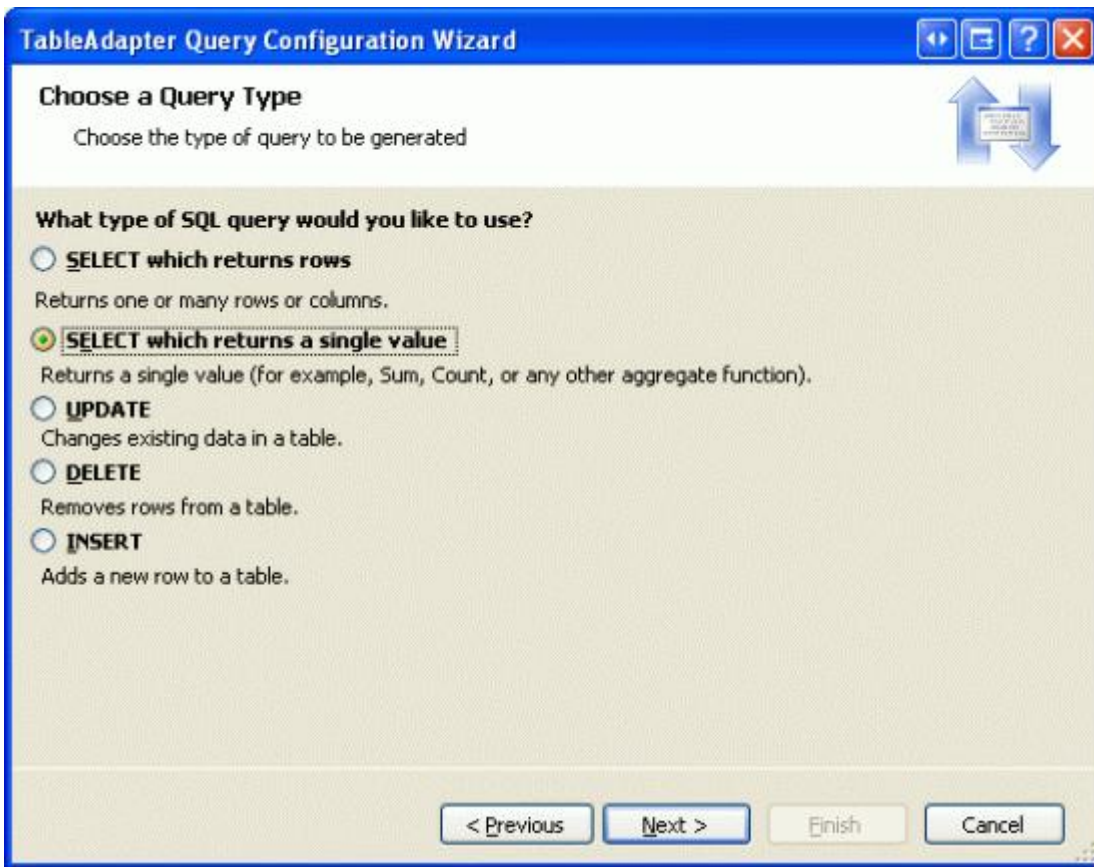 TableAdapter Query Configuration Wizard
Choose a Query Type
Choose the type of query to be generated
What type of SQL query would you like to use?
SELECT which returns rows
Returns one or many rows or columns.
SELECT which returns a single value
Returns a single value (for example, Sum, Count, or any other aggregate function).
UPDATE
Changes existing data in a table.
DELETE
Removes rows from a table.
INSERT
Adds a new row to a table.
< Previous Next > Finish Cancel